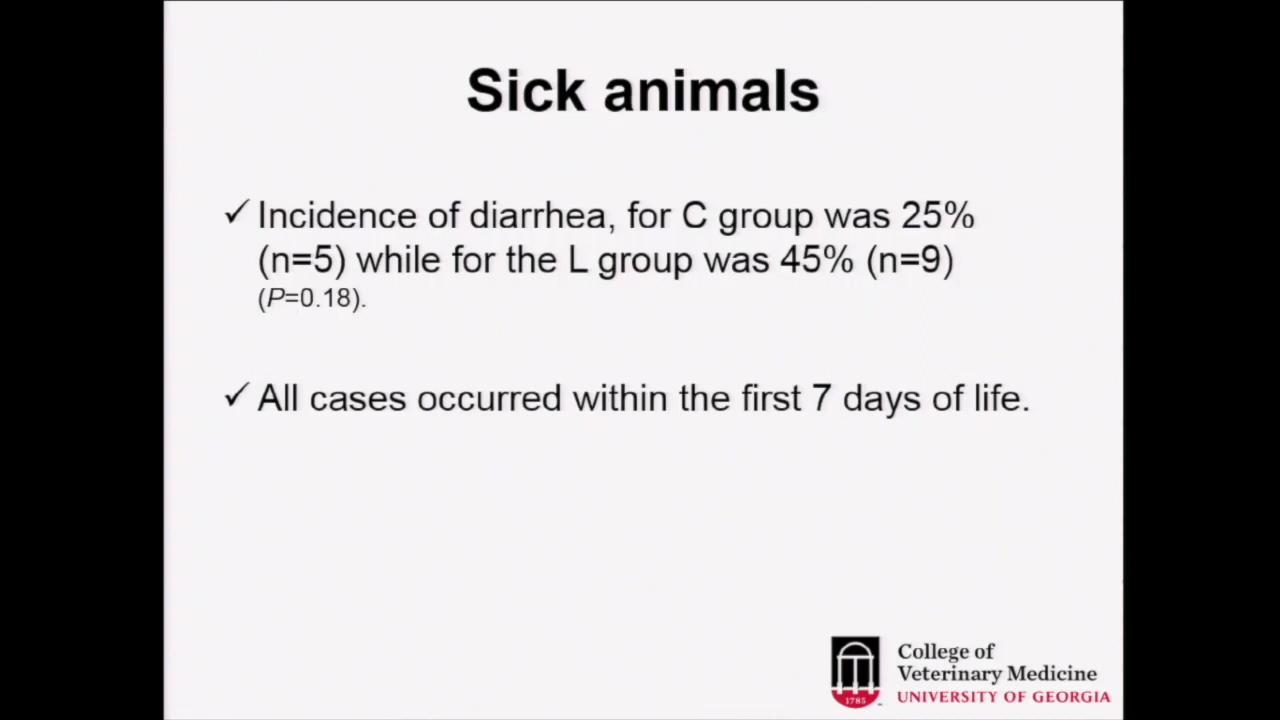 Sick animals
✓ Incidence of diarrhea, for C group was 25%
(n=5) while for the L group was 45% (n=9)
(P=0.18).
✓ All cases occurred within the first 7 days of life.
1785
College of
Veterinary Medicine
UNIVERSITY OF GEORGIA